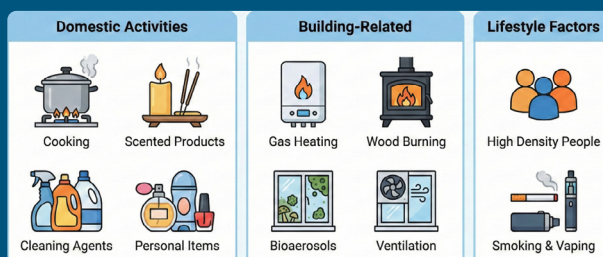 Domestic Activities
Cooking
Scented Products
Cleaning Agents
Personal Items
Building-Related
Gas Heating
Wood Burning
Bioaerosols
Ventilation
Lifestyle Factors
High Density People
Smoking & Vaping